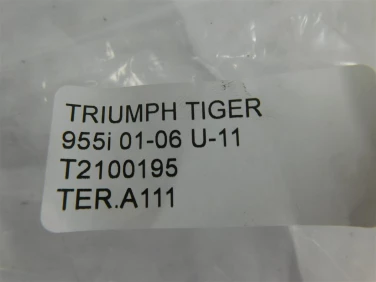 TRIUMPH TIGER
955i 01-06 U-11
T2100195
TER.A111